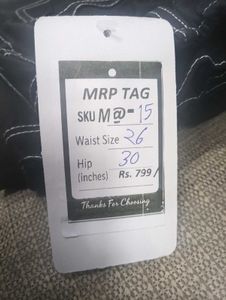 MRP TAG
SKU M@-15
Waist Size 26
Hip 30
(inches) Rs. 799/
Thanks For Choosing